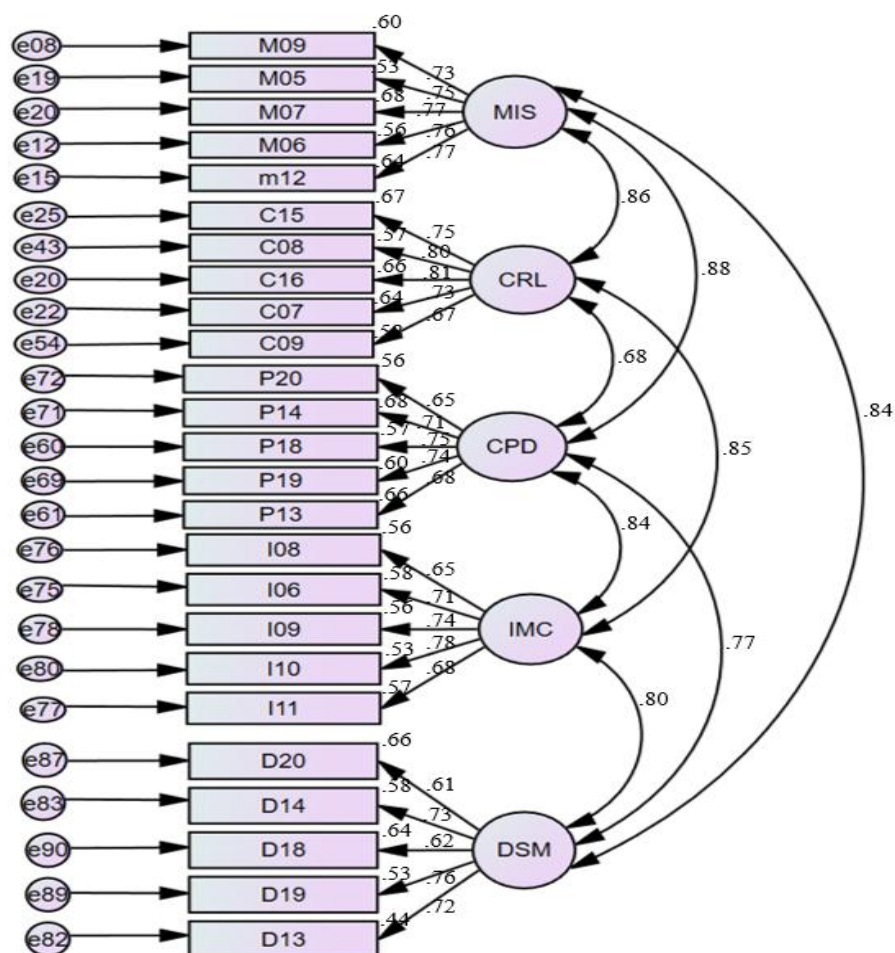 .60
e08 M09
.53 .73
e19 M05
.68 .75 MIS
e20 M07 .77
.56 .76
e12 M06
.64 .77
e15 m12
.67
e25 C15 .86
.57 .75
e43 C08 .80
.66 CRL .88
e20 C16 .81
.64 .73
e22 C07
.67
e54 C09
.56 .68
e72 P20
.68 .65
e71 P14 .84
.57 .71
e60 P18 .75 CPD .85
.60 .74
e69 P19
.66 .68
e61 P13
.56 .84
e76 I08
.58 .65
e75 I06
.56 .71
e78 I09 .74 IMC
.77
.53 .78
e80 I10
.57 .68 .80
e77 I11
.66
e87 D20
.58 .61
e83 D14
.64 .73
e90 D18 .62 DSM
.53 .76
e89 D19
.44 .72
e82 D13